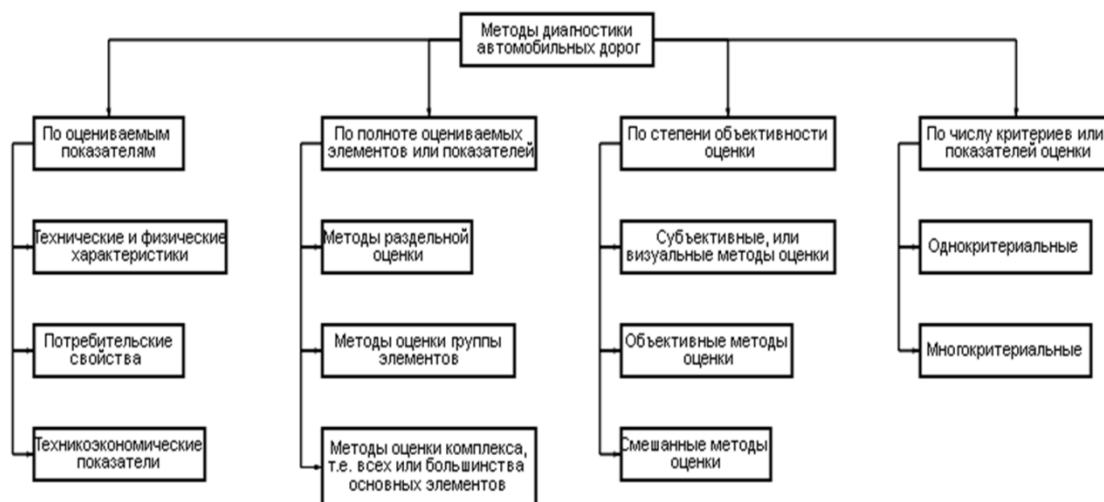 Методы диагностики
автомобильных дорог
По оцениваемым
показателям
По полноте оцениваемых
элементов или показателей
По степени объективности
оценки
По числу критериев или
показателей оценки
Технические и физические
характеристики
Методы раздельной
оценки
Субъективные, или
визуальные методы оценки
Однокритериальные
Потребительские
свойства
Методы оценки группы
элементов
Объективные методы
оценки
Многокритериальные
Техникоэкономические
показатели
Методы оценки комплекса,
т.е. всех или большинства
основных элементов
Смешанные методы
оценки